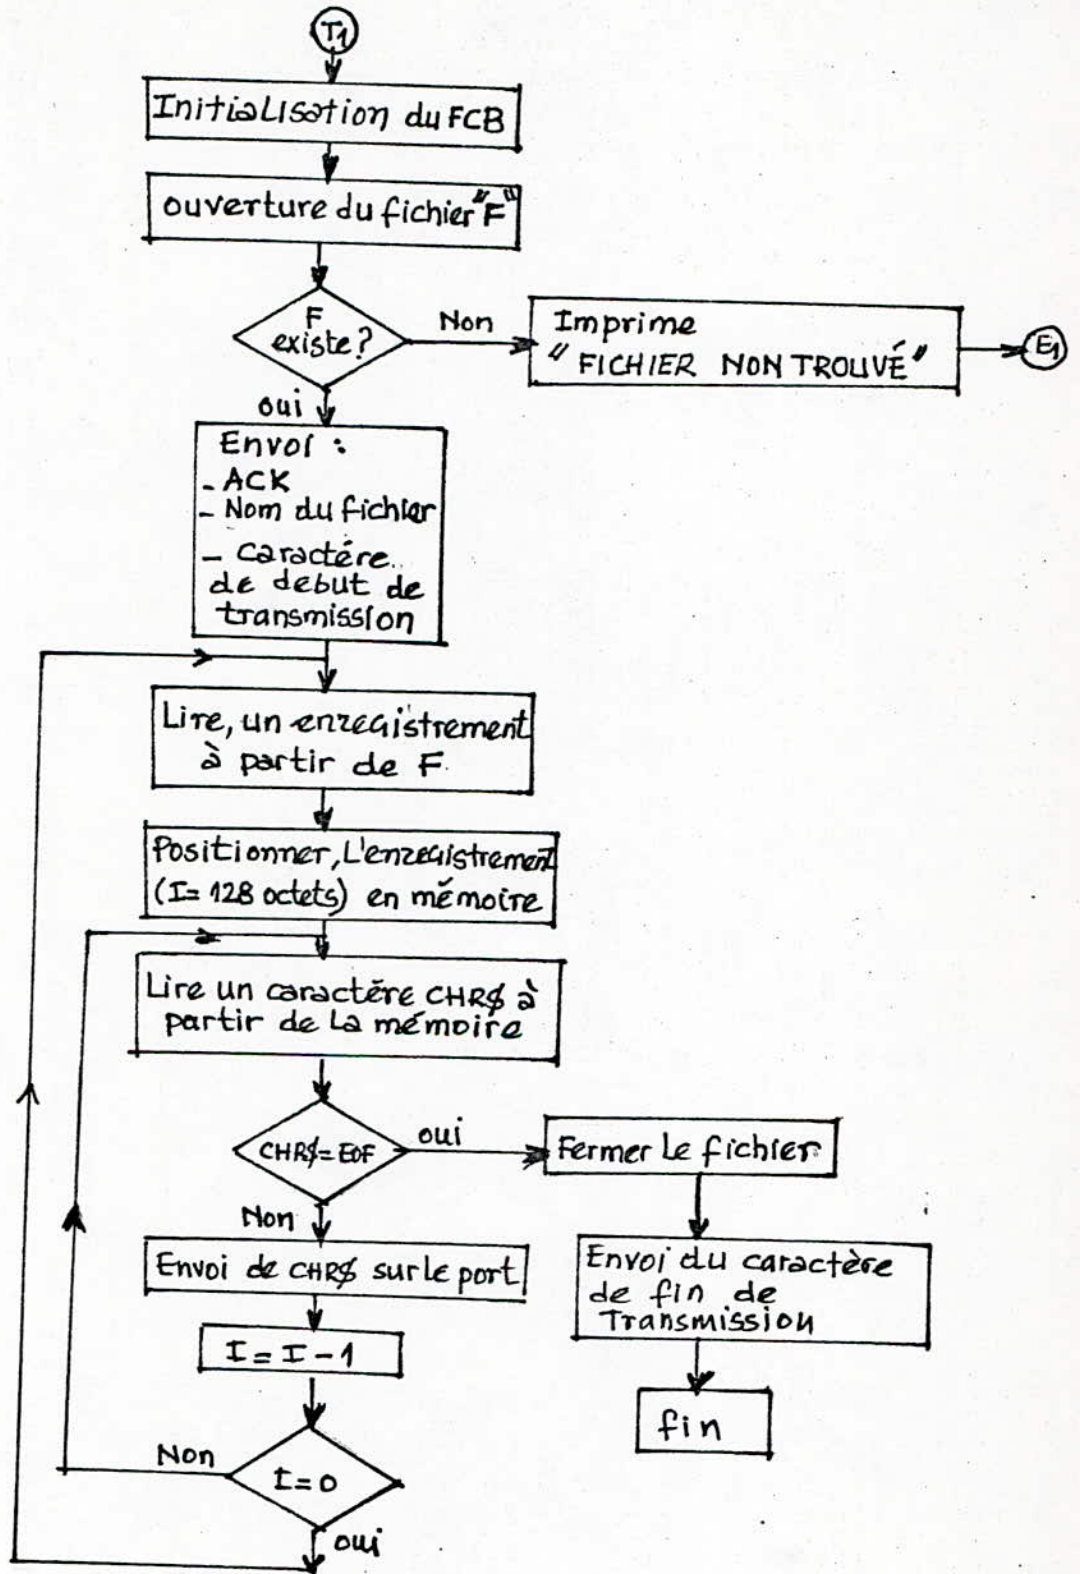 T1
InitiaLisation du FCB
ouverture du fichier "F"
F
existe?
Non
Imprime
" FICHIER NON TROUVÉ "
E1
oui
Envoi :
- ACK
- Nom du fichier
- caractére
de debut de
transmission
Lire, un enregistrement
à partir de F.
Positionner, L'enregistrement
(I= 128 octets) en mémoire
Lire un caractére CHR$ à
partir de La mémoire
CHR$= EOF
oui
Fermer Le fichier
Non
Envoi de CHR$ sur le port
Envoi du caractère
de fin de
Transmission
I= I - 1
fin
Non
I=0
oui